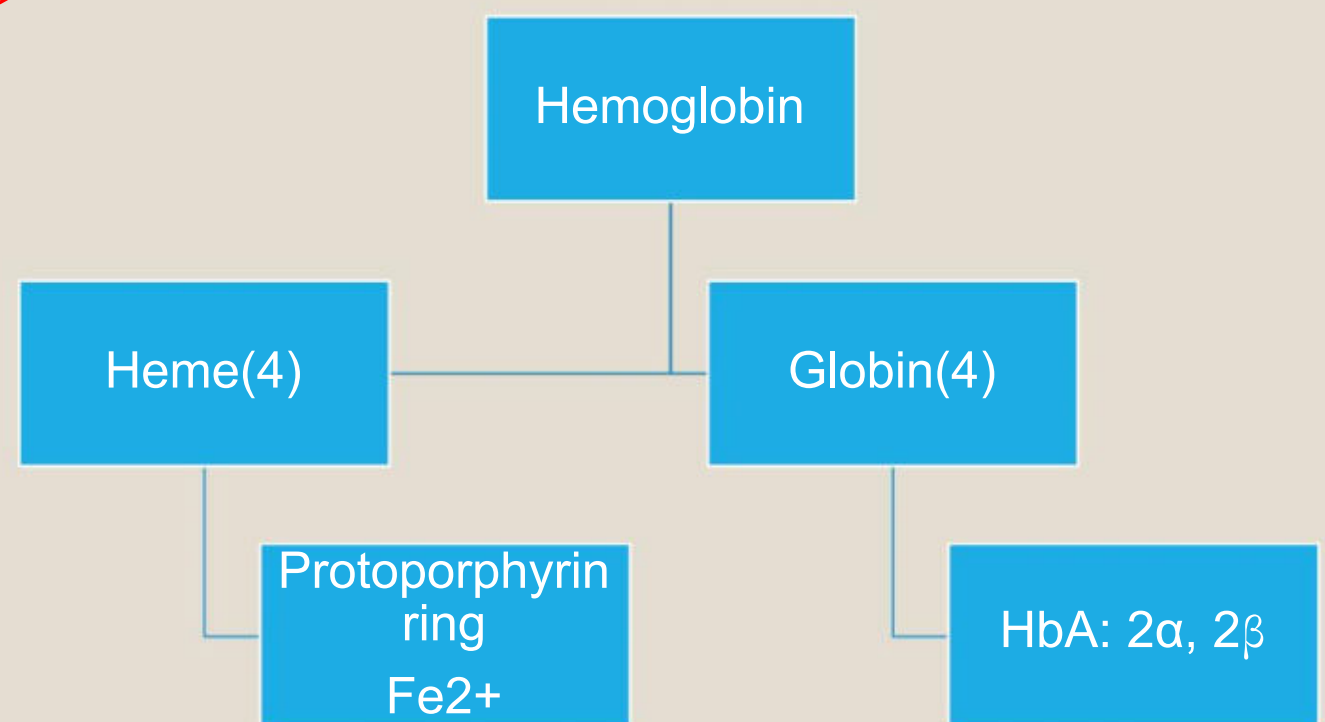 Hemoglobin
Heme(4)
Globin(4)
Protoporphyrin
ring
Fe2+
HbA: 2α, 2β